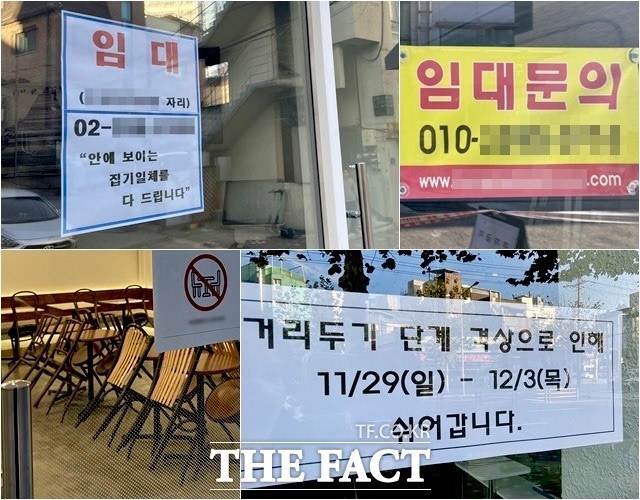 임 대
( 자리)
02-
"안에 보이는
집기일체를
다 드립니다"
임대문의
010-
www. .com
거리두기 단계 격상으로 인해
11/29(일) - 12/3(목)
쉬어갑니다.
TF.CO.KR
THE FACT